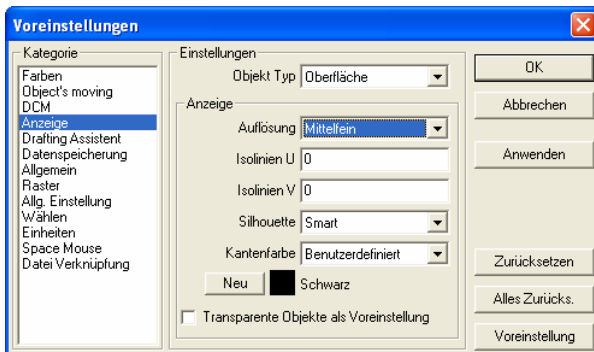 Voreinstellungen
Kategorie
Farben
Object's moving
DCM
Anzeige
Drafting Assistent
Datenspeicherung
Allgemein
Raster
Allg. Einstellung
Wählen
Einheiten
Space Mouse
Datei Verknüpfung
Einstellungen
Objekt Typ Oberfläche
Anzeige
Auflösung Mittelfein
Isolinien U 0
Isolinien V 0
Silhouette Smart
Kantenfarbe Benutzerdefiniert
Neu Schwarz
Transparente Objekte als Voreinstellung
OK
Abbrechen
Anwenden
Zurücksetzen
Alles Zurücks.
Voreinstellung